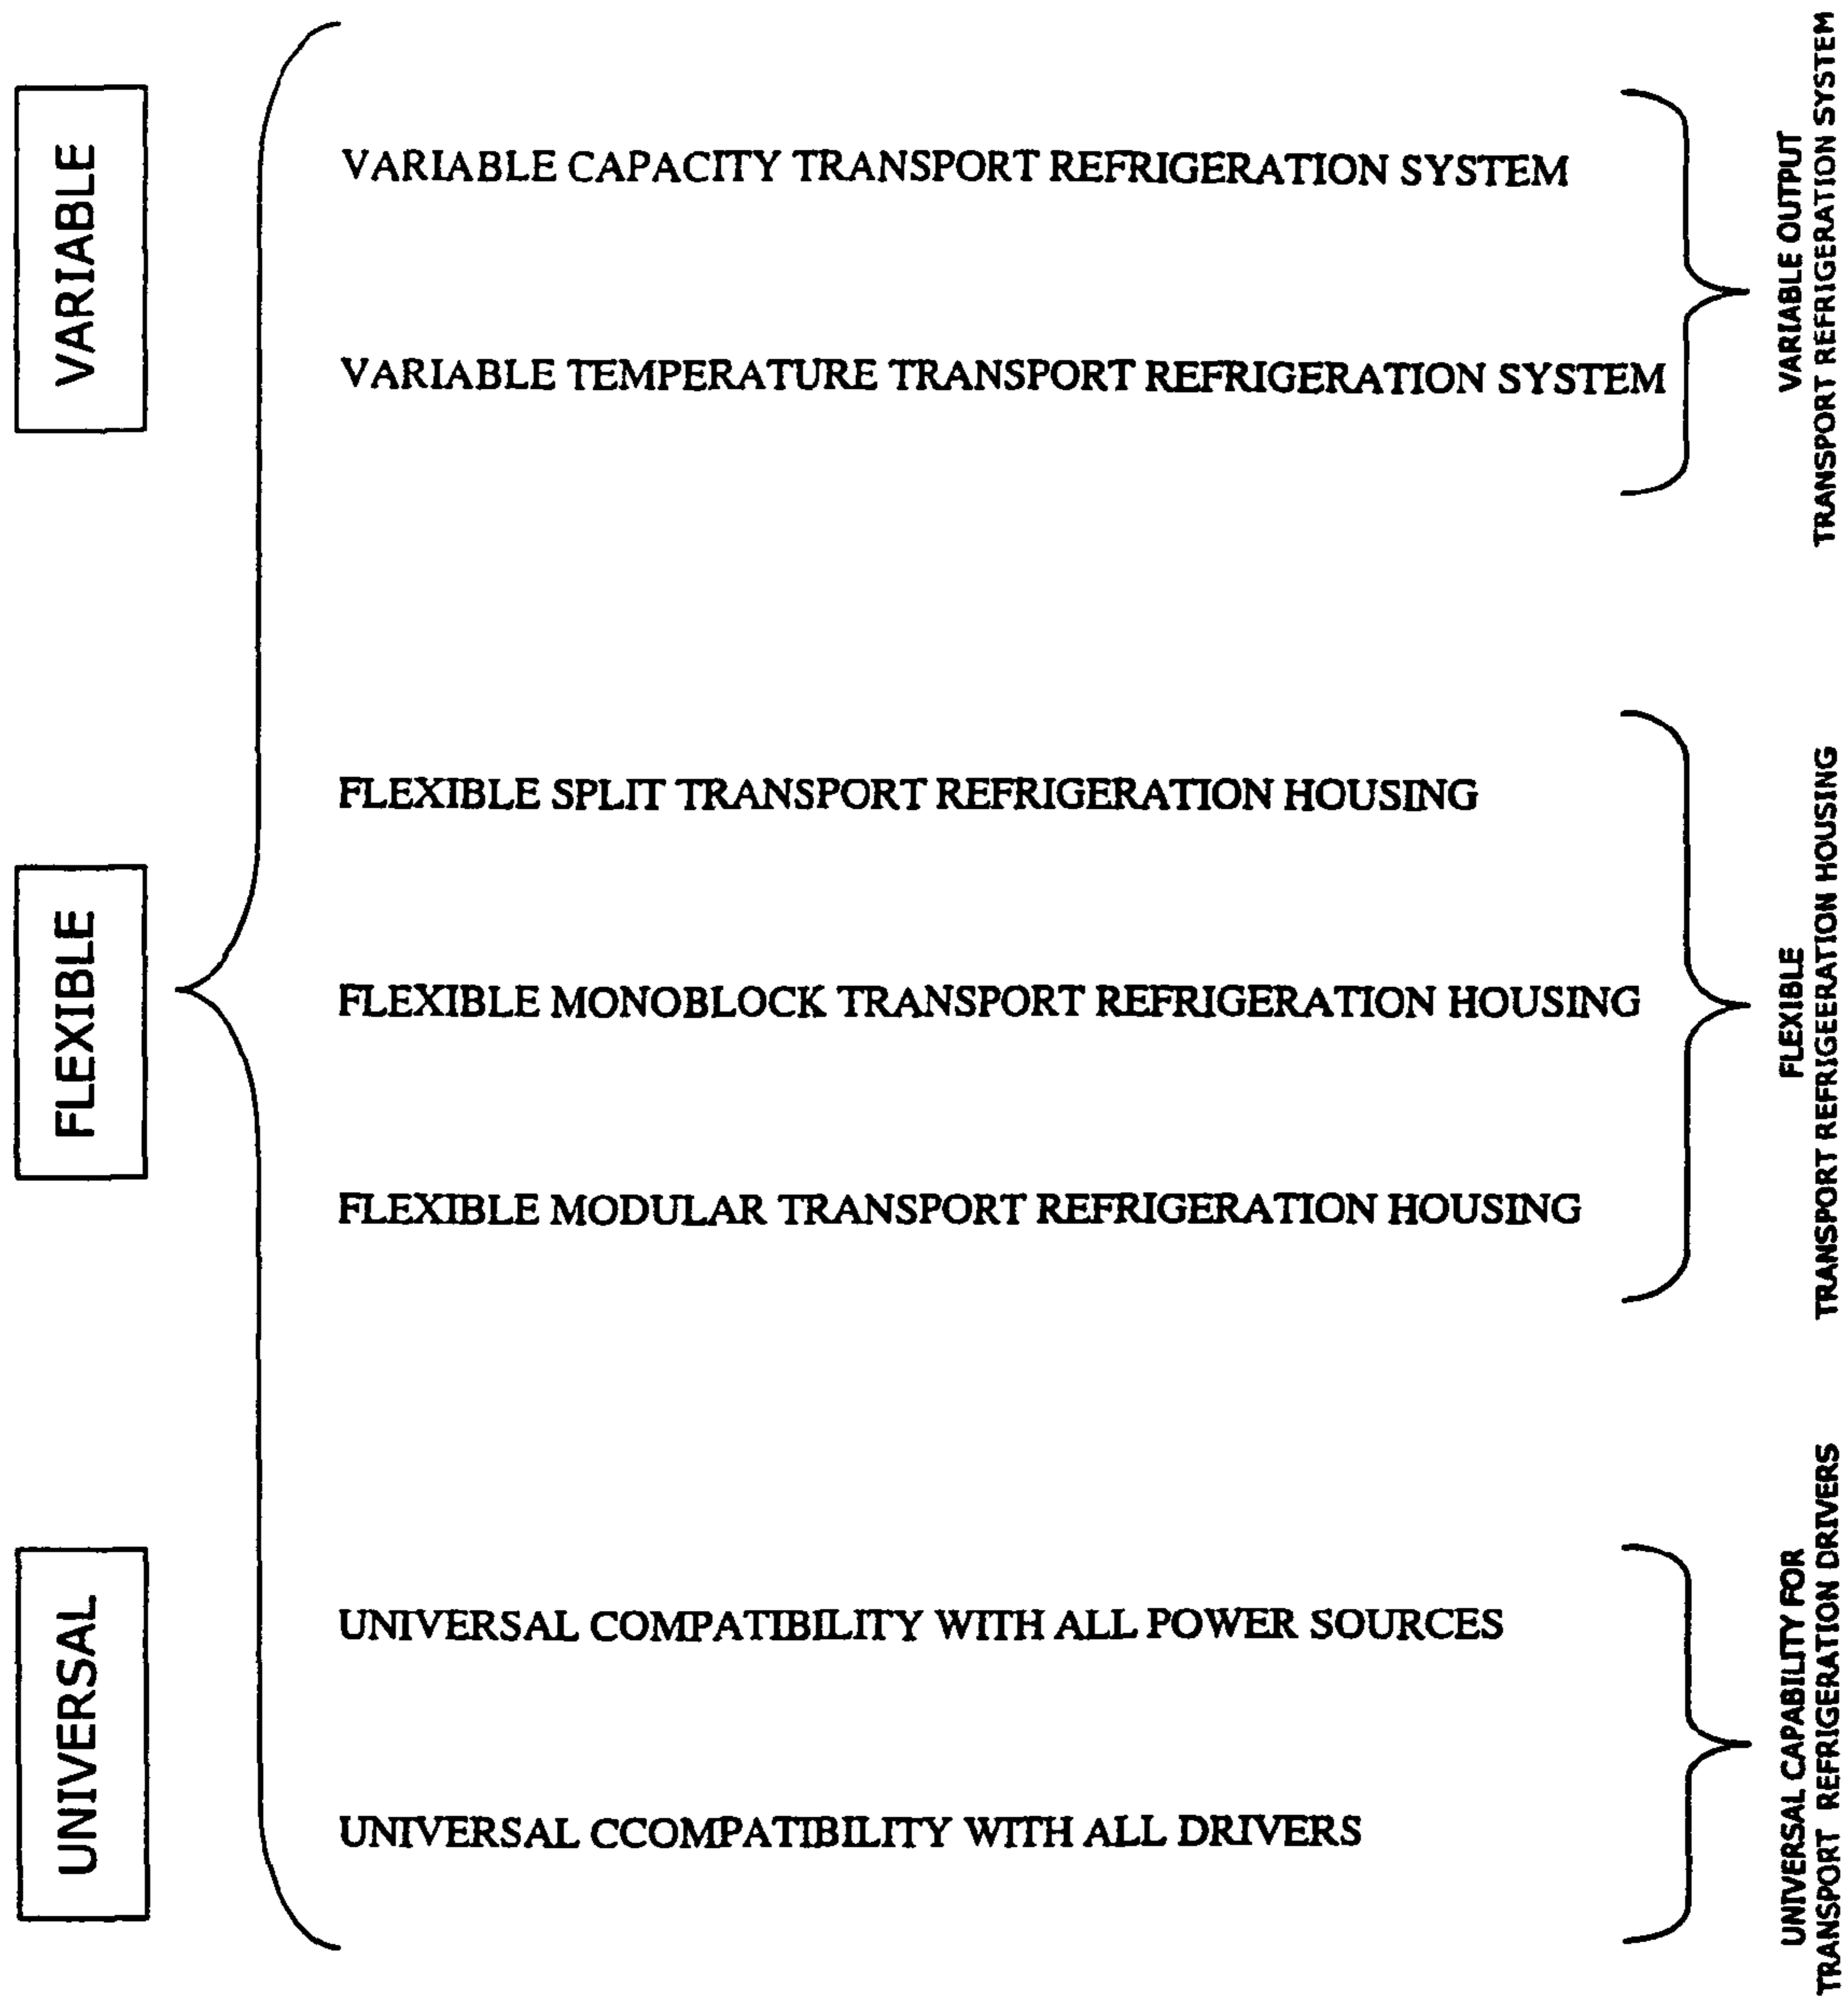 VARIABLE
FLEXIBLE
UNIVERSAL
VARIABLE CAPACITY TRANSPORT REFRIGERATION SYSTEM
VARIABLE TEMPERATURE TRANSPORT REFRIGERATION SYSTEM
FLEXIBLE SPLIT TRANSPORT REFRIGERATION HOUSING
FLEXIBLE MONOBLOCK TRANSPORT REFRIGERATION HOUSING
FLEXIBLE MODULAR TRANSPORT REFRIGERATION HOUSING
UNIVERSAL COMPATIBILITY WITH ALL POWER SOURCES
UNIVERSAL CCOMPATIBILITY WITH ALL DRIVERS
VARIABLE OUTPUT
TRANSPORT REFRIGERATION SYSTEM
FLEXIBLE
TRANSPORT REFRIGEERATION HOUSING
UNIVERSAL CAPABILITY FOR
TRANSPORT REFRIGERATION DRIVERS